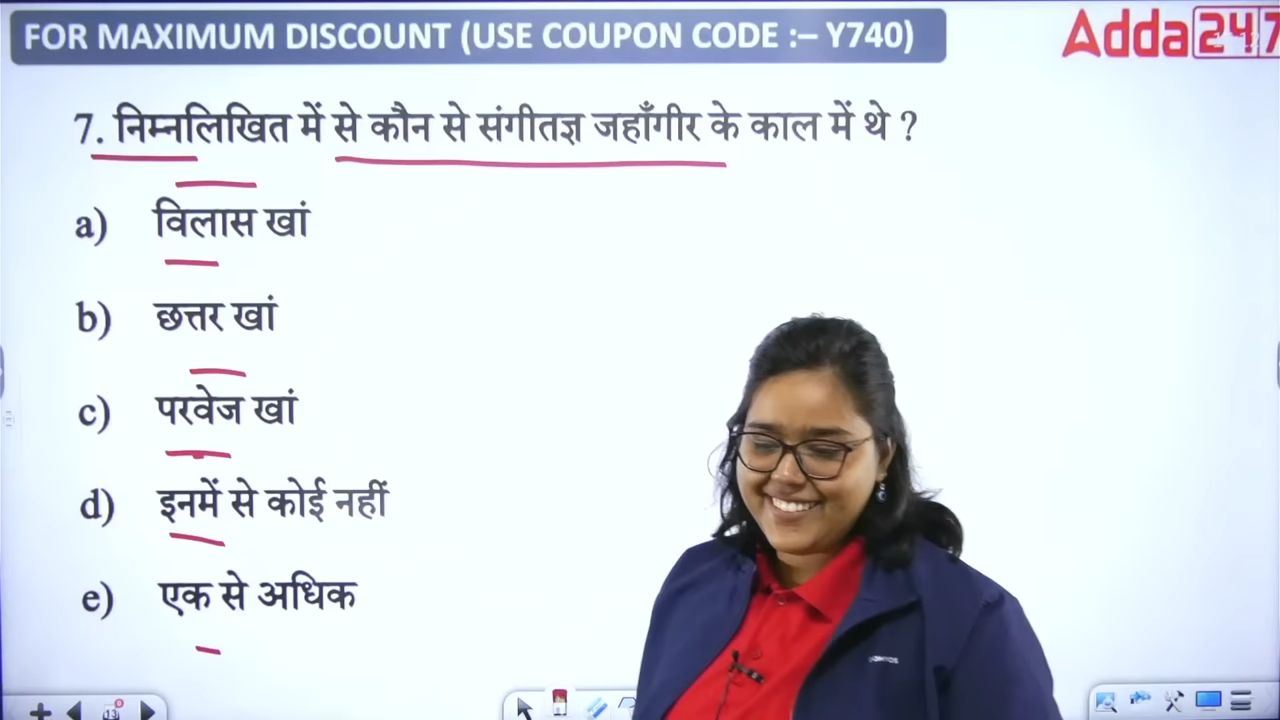 FOR MAXIMUM DISCOUNT (USE COUPON CODE :– Y740)
Adda247
7. निम्नलिखित में से कौन से संगीतज्ञ जहाँगीर के काल में थे ?
a) विलास खां
b) छत्तर खां
c) परवेज खां
d) इनमें से कोई नहीं
e) एक से अधिक
13